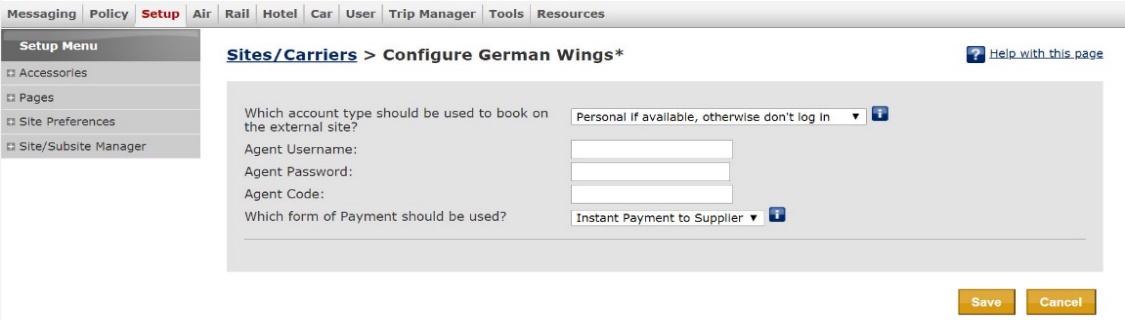 Messaging Policy Setup Air Rail Hotel Car User Trip Manager Tools Resources
Setup Menu
Accessories
Pages
Site Preferences
Site/Subsite Manager
Sites/Carriers > Configure German Wings*
? Help with this page
Which account type should be used to book on
the external site?
Personal if available, otherwise don't log in
i
Agent Username:
Agent Password:
Agent Code:
Which form of Payment should be used?
Instant Payment to Supplier
i
Save
Cancel